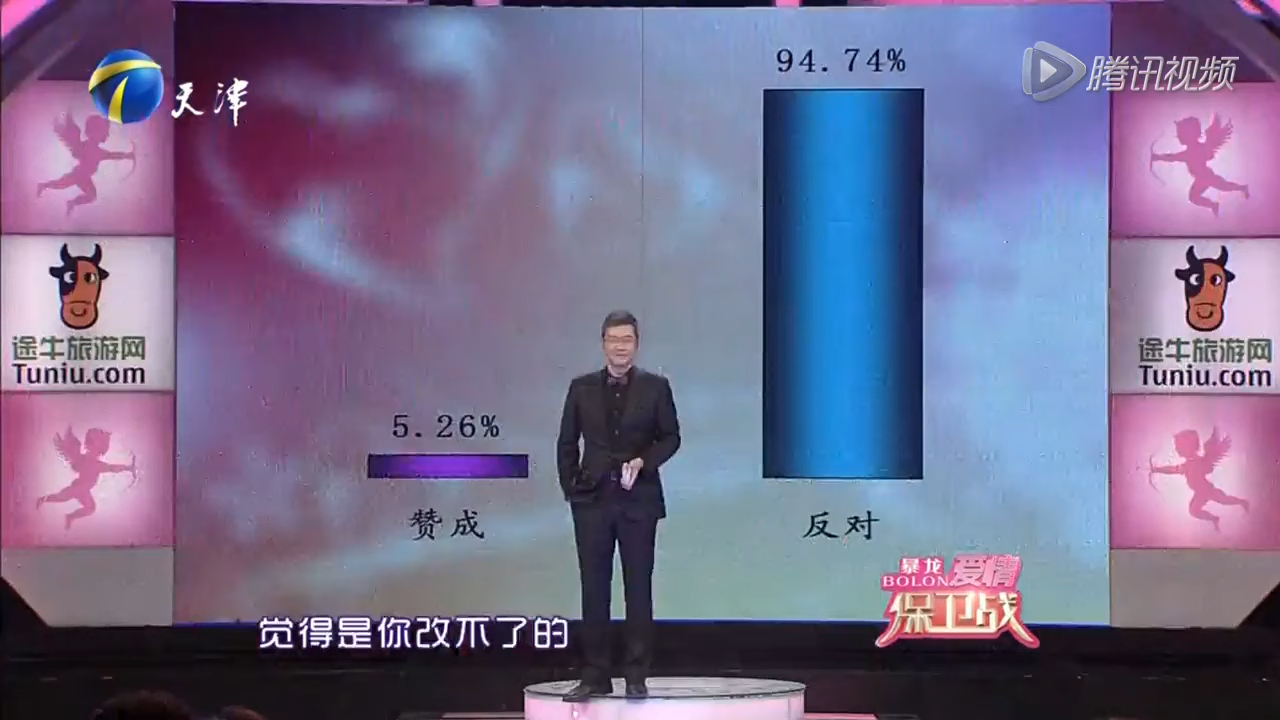 天津
腾讯视频
94.74%
5.26%
赞成
反对
途牛旅游网
Tuniu.com
途牛旅游网
Tuniu.com
暴龙
BOLON
爱情
保卫战
觉得是你改不了的